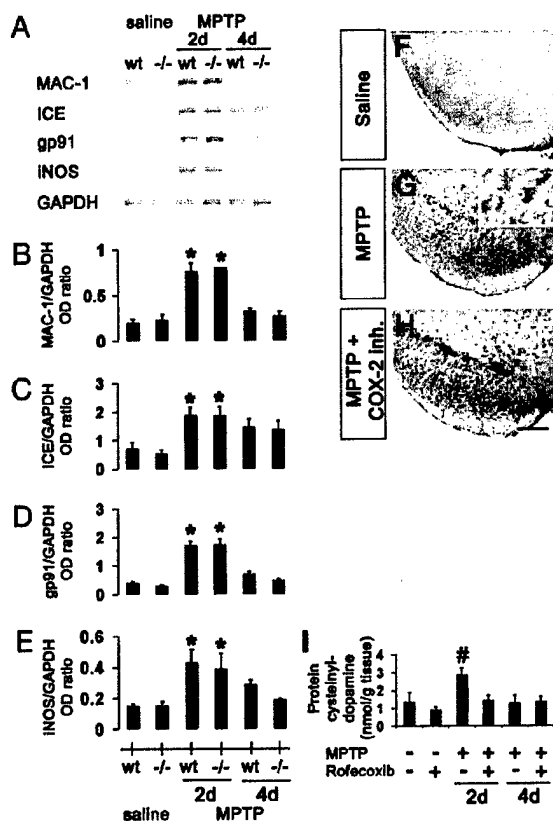 A
saline MPTP
2d 4d
wt -/- wt -/- wt -/-
MAC-1
ICE
gp91
iNOS
GAPDH
B
MAC-1/GAPDH
OD ratio
1
0.5
0
* *
C
ICE/GAPDH
OD ratio
3
2
1
0
* *
D
gp91/GAPDH
OD ratio
3
2
1
0
* *
E
iNOS/GAPDH
OD ratio
0.6
0.4
0.2
0
* *
wt -/- wt -/- wt -/-
2d 4d
saline MPTP
F
Saline
G
MPTP
H
MPTP +
COX-2 inh.
I
Protein
cysteinyl-
dopamine
(nmol/g tissue)
4
3
2
1
0
#
MPTP - - + + + +
Rofecoxib - + - + - +
2d 4d